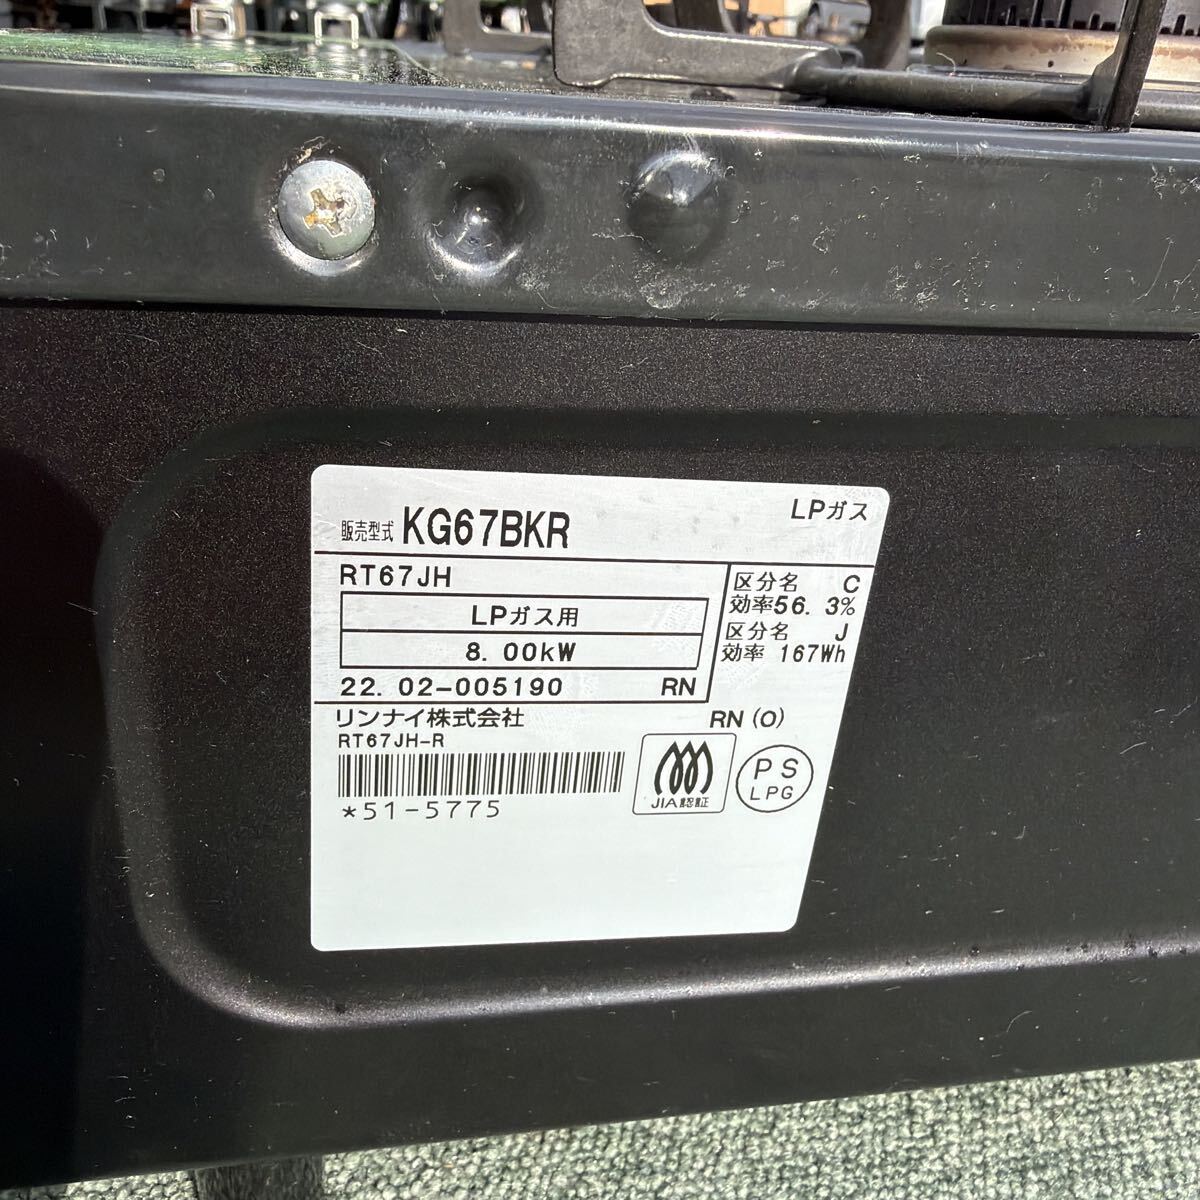 販売型式 KG67BKR LPガス
RT67JH
LPガス用
8.00kW
22.02-005190 RN
区分名 C
効率56.3%
区分名 J
効率 167Wh
リンナイ株式会社 RN (O)
RT67JH-R
*51-5775
JIA認証
PS
LPG